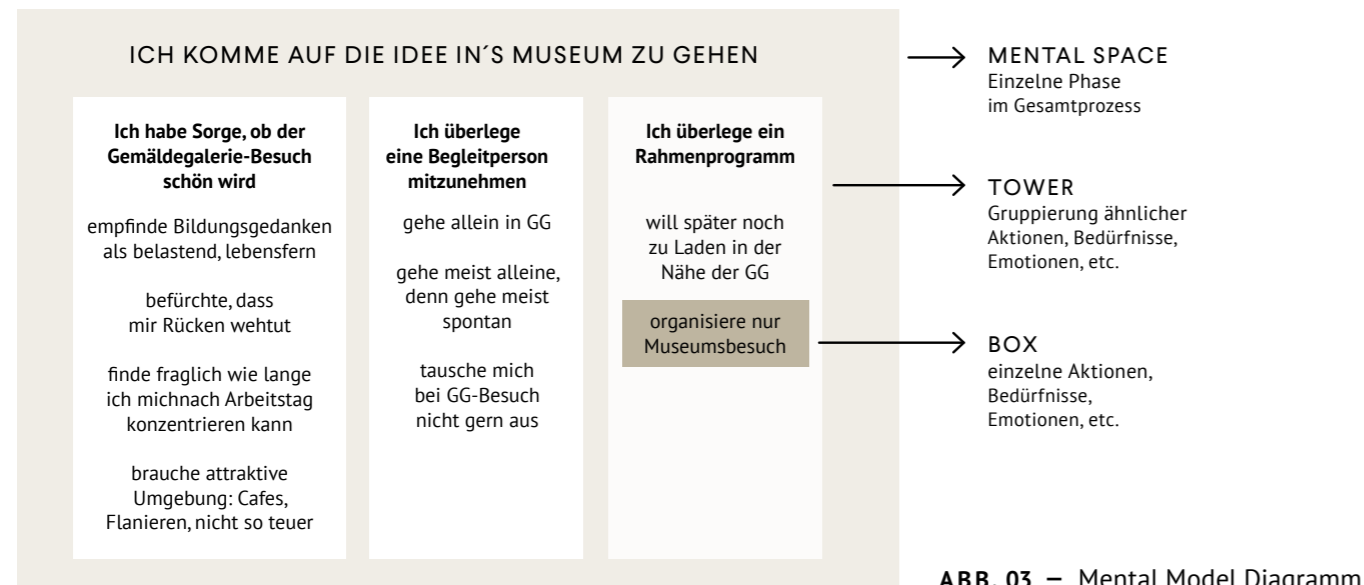 ICH KOMME AUF DIE IDEE IN´S MUSEUM ZU GEHEN
Ich habe Sorge, ob der
Gemäldegalerie-Besuch
schön wird
empfinde Bildungsgedanken
als belastend, lebensfern
befürchte, dass
mir Rücken wehtut
finde fraglich wie lange
ich michnach Arbeitstag
konzentrieren kann
brauche attraktive
Umgebung: Cafes,
Flanieren, nicht so teuer
Ich überlege
eine Begleitperson
mitzunehmen
gehe allein in GG
gehe meist alleine,
denn gehe meist
spontan
tausche mich
bei GG-Besuch
nicht gern aus
Ich überlege ein
Rahmenprogramm
will später noch
zu Laden in der
Nähe der GG
organisiere nur
Museumsbesuch
MENTAL SPACE
Einzelne Phase
im Gesamtprozess
TOWER
Gruppierung ähnlicher
Aktionen, Bedürfnisse,
Emotionen, etc.
BOX
einzelne Aktionen,
Bedürfnisse,
Emotionen, etc.
ABB. 03 — Mental Model Diagramm